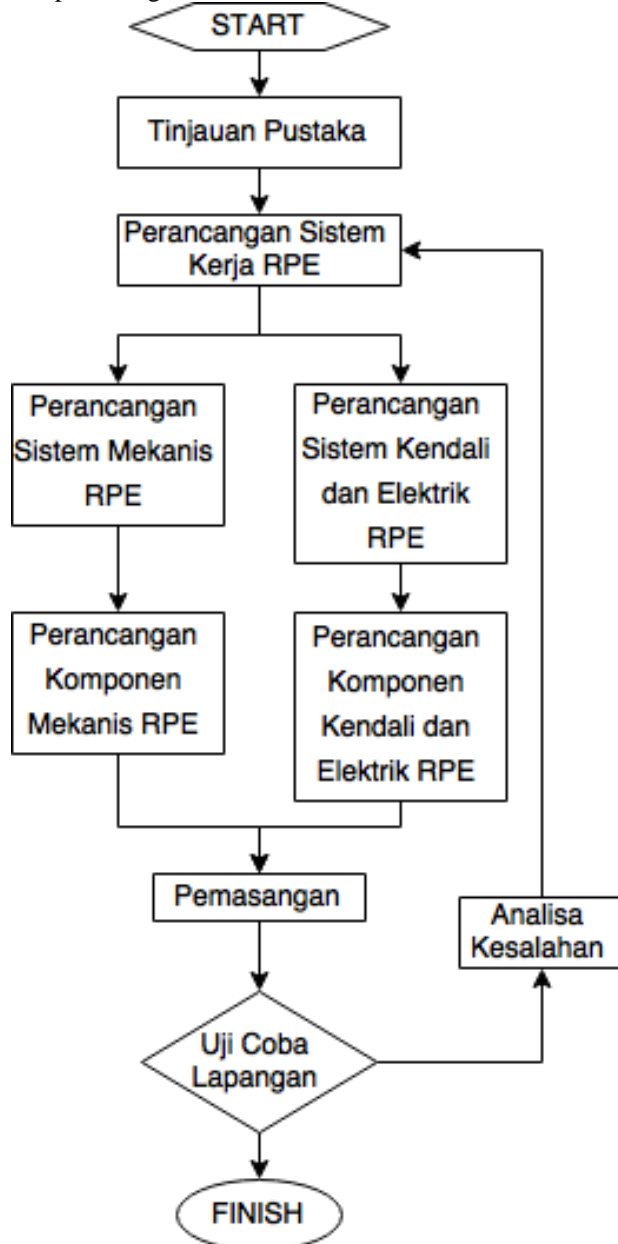 START
Tinjauan Pustaka
Perancangan Sistem
Kerja RPE
Perancangan
Sistem Mekanis
RPE
Perancangan
Sistem Kendali
dan Elektrik
RPE
Perancangan
Komponen
Mekanis RPE
Perancangan
Komponen
Kendali dan
Elektrik RPE
Pemasangan
Analisa
Kesalahan
Uji Coba
Lapangan
FINISH